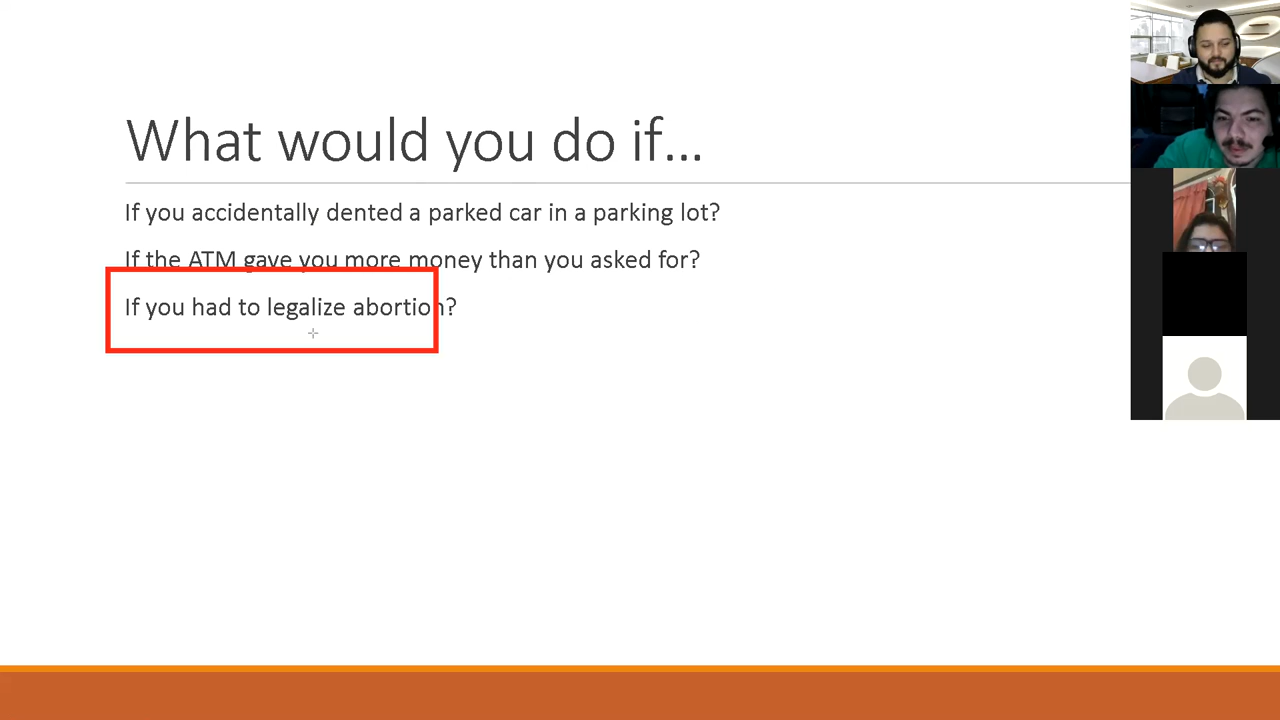 What would you do if...
If you accidentally dented a parked car in a parking lot?
If the ATM gave you more money than you asked for?
If you had to legalize abortion?